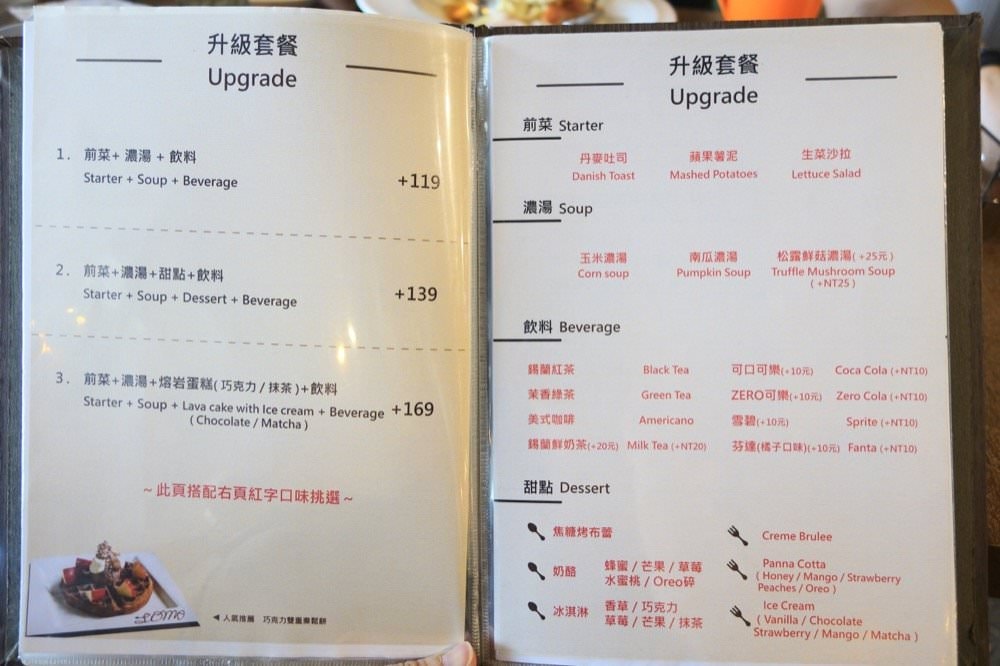 升級套餐
Upgrade
1. 前菜+ 濃湯 + 飲料
Starter + Soup + Beverage +119
2. 前菜+濃湯+甜點+飲料
Starter + Soup + Dessert + Beverage +139
3. 前菜+濃湯+熔岩蛋糕(巧克力/抹茶)+飲料
Starter + Soup + Lava cake with Ice cream + Beverage +169
(Chocolate / Matcha)
~此頁搭配右頁紅字口味挑選~
◀人氣推薦 巧克力雙重奏鬆餅
升級套餐
Upgrade
前菜 Starter
丹麥吐司 蘋果薯泥 生菜沙拉
Danish Toast Mashed Potatoes Lettuce Salad
濃湯 Soup
玉米濃湯 南瓜濃湯 松露鮮菇濃湯(+25元)
Corn soup Pumpkin Soup Truffle Mushroom Soup
(+NT25)
飲料 Beverage
錫蘭紅茶 Black Tea 可口可樂(+10元) Coca Cola (+NT10)
茉香綠茶 Green Tea ZERO可樂(+10元) Zero Cola (+NT10)
美式咖啡 Americano 雪碧(+10元) Sprite (+NT10)
錫蘭鮮奶茶(+20元) Milk Tea (+NT20) 芬達(橘子口味)(+10元) Fanta (+NT10)
甜點 Dessert
焦糖烤布蕾 Creme Brulee
奶酪 蜂蜜 / 芒果 / 草莓
水蜜桃 / Oreo碎
Panna Cotta
( Honey / Mango / Strawberry
Peaches / Oreo )
冰淇淋 香草 / 巧克力
草莓 / 芒果 / 抹茶
Ice Cream
( Vanilla / Chocolate
Strawberry / Mango / Matcha )